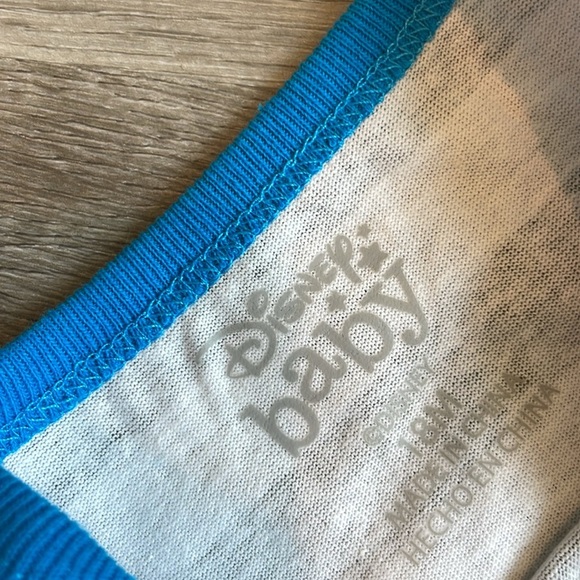 Disney
baby
©DISNEY
18M
MADE IN CHINA
HECHO EN CHINA